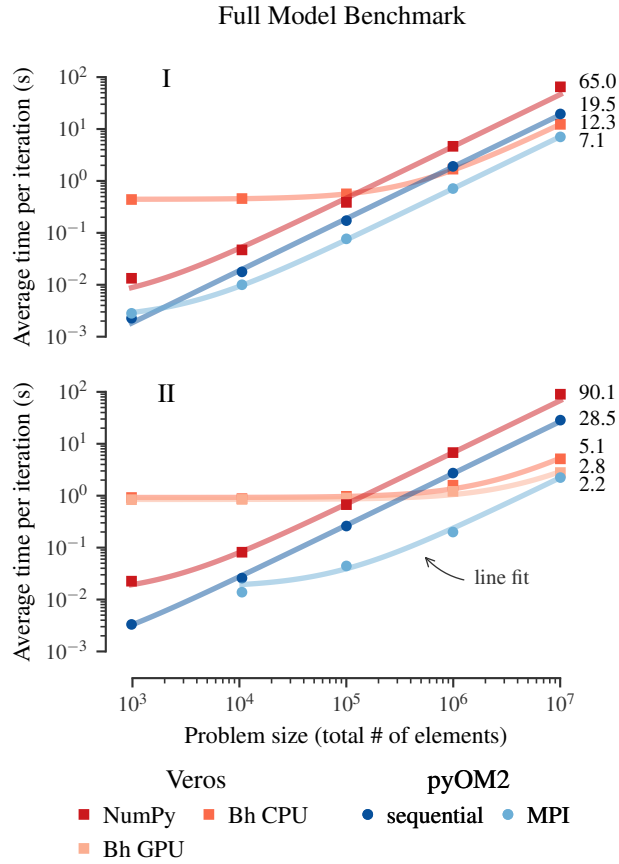 Full Model Benchmark
I
Average time per iteration (s)
10²
10¹
10⁰
10⁻¹
10⁻²
10⁻³
65.0
19.5
12.3
7.1
II
Average time per iteration (s)
10²
10¹
10⁰
10⁻¹
10⁻²
10⁻³
90.1
28.5
5.1
2.8
2.2
line fit
10³ 10⁴ 10⁵ 10⁶ 10⁷
Problem size (total # of elements)
Veros pyOM2
NumPy Bh CPU sequential MPI
Bh GPU